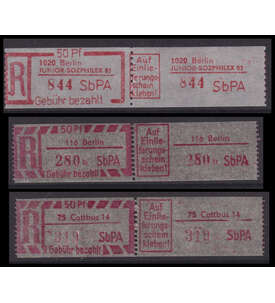 50 Pf
1020 Berlin
JUNIOR-SOZPHILEX 85
R
844 SbPA
Gebühr bezahlt
Auf
Einlie-
ferungs-
schein
kleben!
1020 Berlin
JUNIOR-SOZPHILEX 85
844 SbPA
50 Pf
110 Berlin
R
280 SbPA
Gebühr bezahlt
Auf
Einlie-
ferungs-
schein
kleben!
110 Berlin
280 SbPA
50 Pf
75 Cottbus 14
R
319 SbPA
Gebühr bezahlt
Auf
Einlie-
ferungs-
schein
kleben!
75 Cottbus 14
319 SbPA